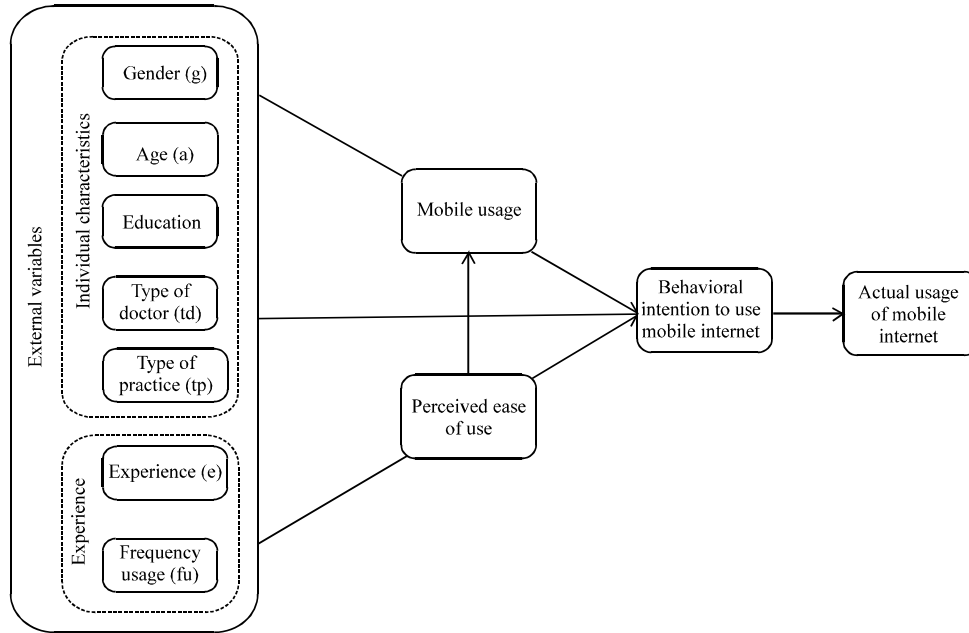 External variables
Individual characteristics
Gender (g)
Age (a)
Education
Type of
doctor (td)
Type of
practice (tp)
Experience
Experience (e)
Frequency
usage (fu)
Mobile usage
Perceived ease
of use
Behavioral
intention to use
mobile internet
Actual usage
of mobile
internet